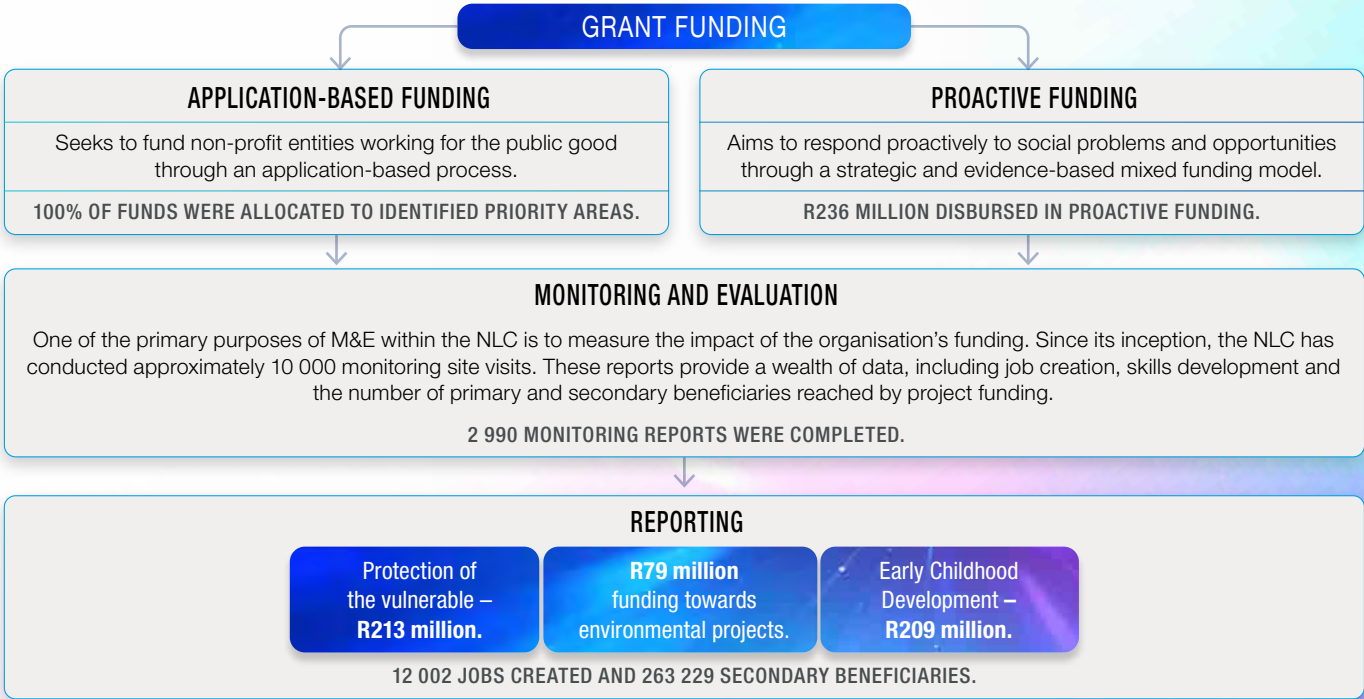 GRANT FUNDING
APPLICATION-BASED FUNDING
Seeks to fund non-profit entities working for the public good
through an application-based process.
100% OF FUNDS WERE ALLOCATED TO IDENTIFIED PRIORITY AREAS.
PROACTIVE FUNDING
Aims to respond proactively to social problems and opportunities
through a strategic and evidence-based mixed funding model.
R236 MILLION DISBURSED IN PROACTIVE FUNDING.
MONITORING AND EVALUATION
One of the primary purposes of M&E within the NLC is to measure the impact of the organisation's funding. Since its inception, the NLC has
conducted approximately 10 000 monitoring site visits. These reports provide a wealth of data, including job creation, skills development and
the number of primary and secondary beneficiaries reached by project funding.
2 990 MONITORING REPORTS WERE COMPLETED.
REPORTING
Protection of
the vulnerable –
R213 million.
R79 million
funding towards
environmental projects.
Early Childhood
Development –
R209 million.
12 002 JOBS CREATED AND 263 229 SECONDARY BENEFICIARIES.